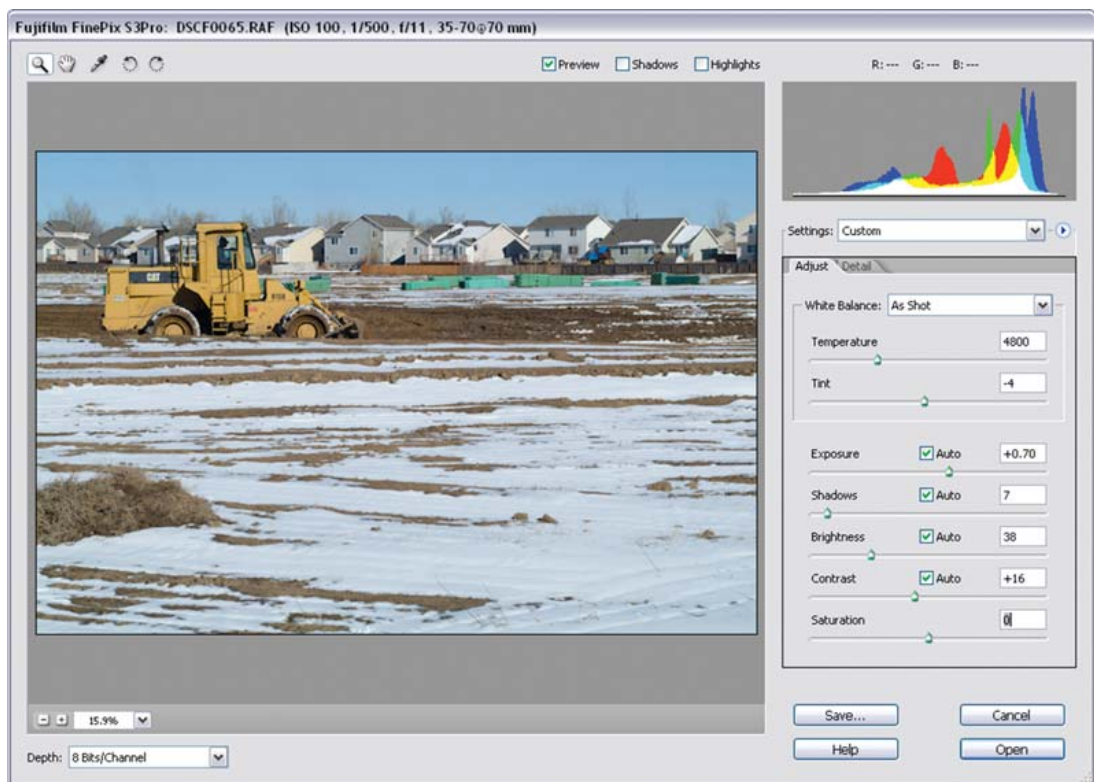 Fujifilm FinePix S3Pro: DSCF0065.RAF (ISO 100, 1/500, f/11, 35-70@70 mm)
Preview Shadows Highlights
R: --- G: --- B: ---
Settings: Custom
Adjust Detail
White Balance: As Shot
Temperature 4800
Tint -4
Exposure Auto +0.70
Shadows Auto 7
Brightness Auto 38
Contrast Auto +16
Saturation 0
CAT
15.9%
Save... Cancel
Depth: 8 Bits/Channel
Help Open